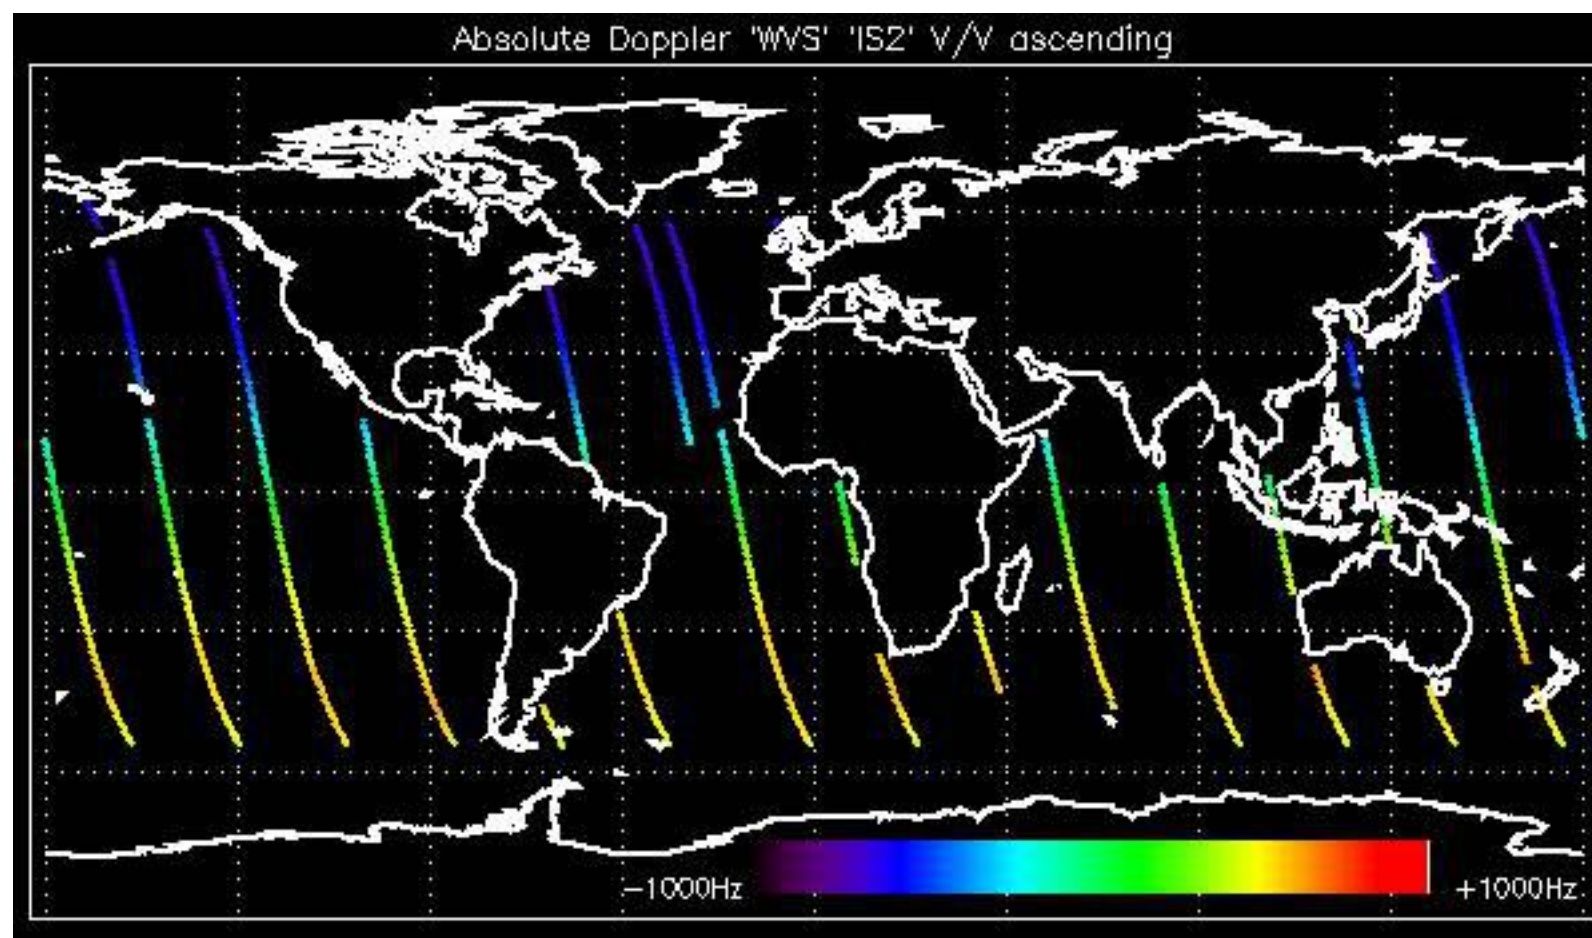 Absolute Doppler 'WVS' 'IS2' V/V ascending
-1000Hz +1000Hz